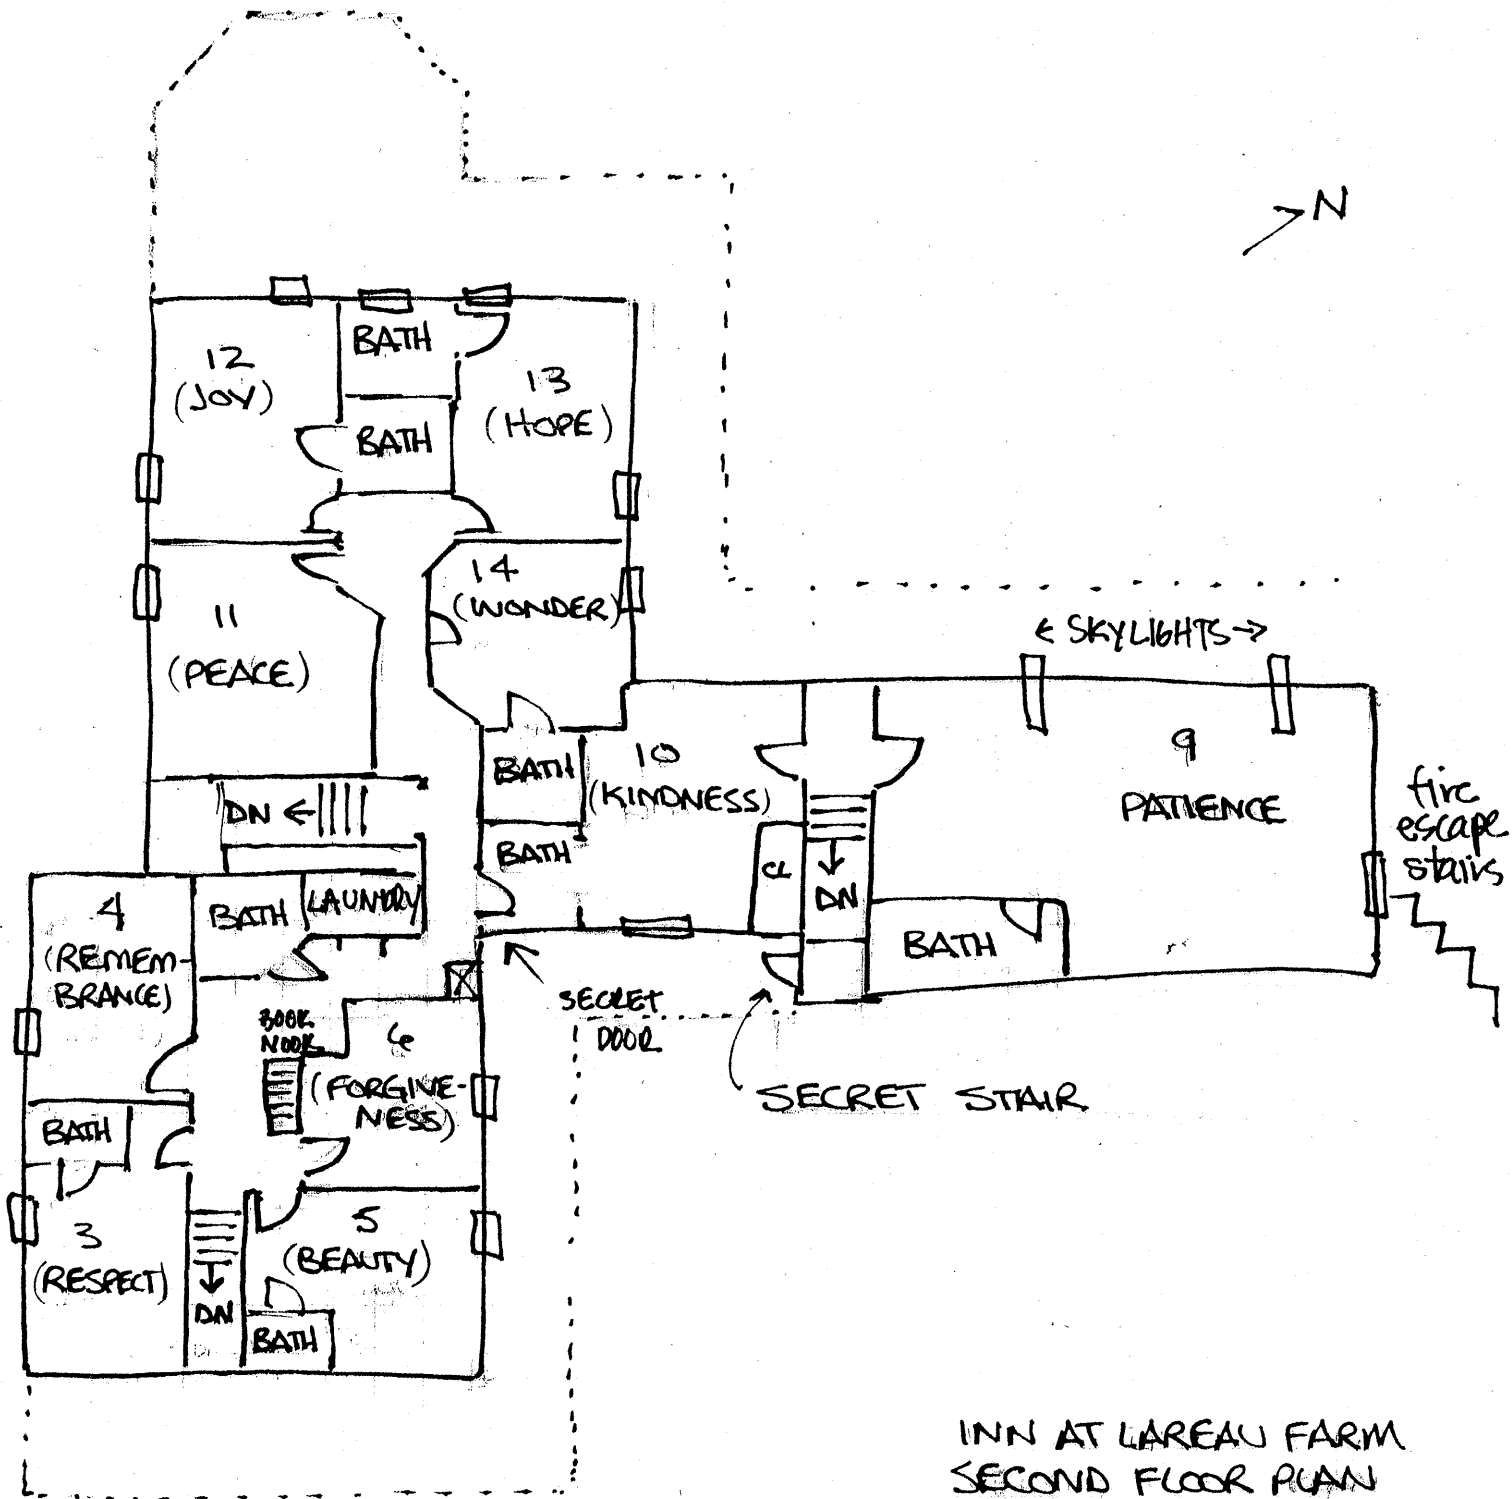 N
BATH
12
(JOY)
13
(HOPE)
BATH
14
(WONDER)
11
(PEACE)
← SKYLIGHTS →
BATH
10
(KINDNESS)
9
PATIENCE
fire
escape
stairs
DN ←
BATH
CL
DN
4
(REMEM-
BRANCE)
BATH
LAUNDRY
BATH
SECRET
DOOR
BOOK
NOOK
6
(FORGIVE-
NESS)
SECRET STAIR
BATH
3
(RESPECT)
5
(BEAUTY)
DN
BATH
INN AT LAREAU FARM
SECOND FLOOR PLAN